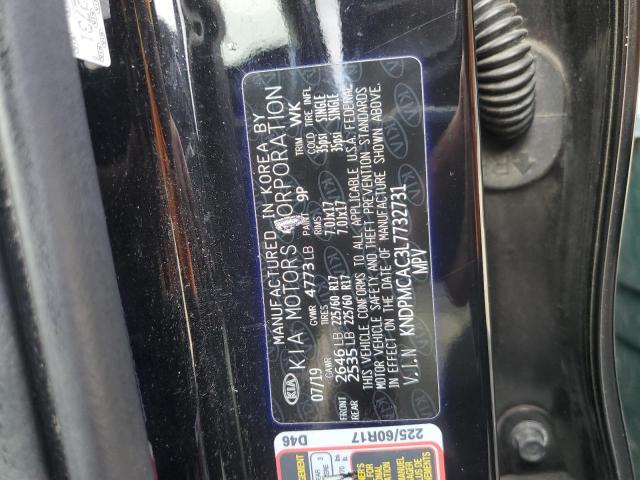 MANUFACTURED IN KOREA BY
KIA KIA MOTORS CORPORATION
07/19 GVWR 4773LB PAINT 9P TRIM WK
GAWR TIRES RIMS COLD TIRE INFL
FRONT 2646LB 225/60 R17 7.0Jx17 35psi SINGLE
REAR 2535LB 225/60 R17 7.0Jx17 35psi SINGLE
THIS VEHICLE CONFORMS TO ALL APPLICABLE U.S.A. FEDERAL
MOTOR VEHICLE SAFETY AND THEFT PREVENTION STANDARDS
IN EFFECT ON THE DATE OF MANUFACTURE SHOWN ABOVE.
V.I.N KNDPMCAC3L7732731
MPV
D46
225/60R17